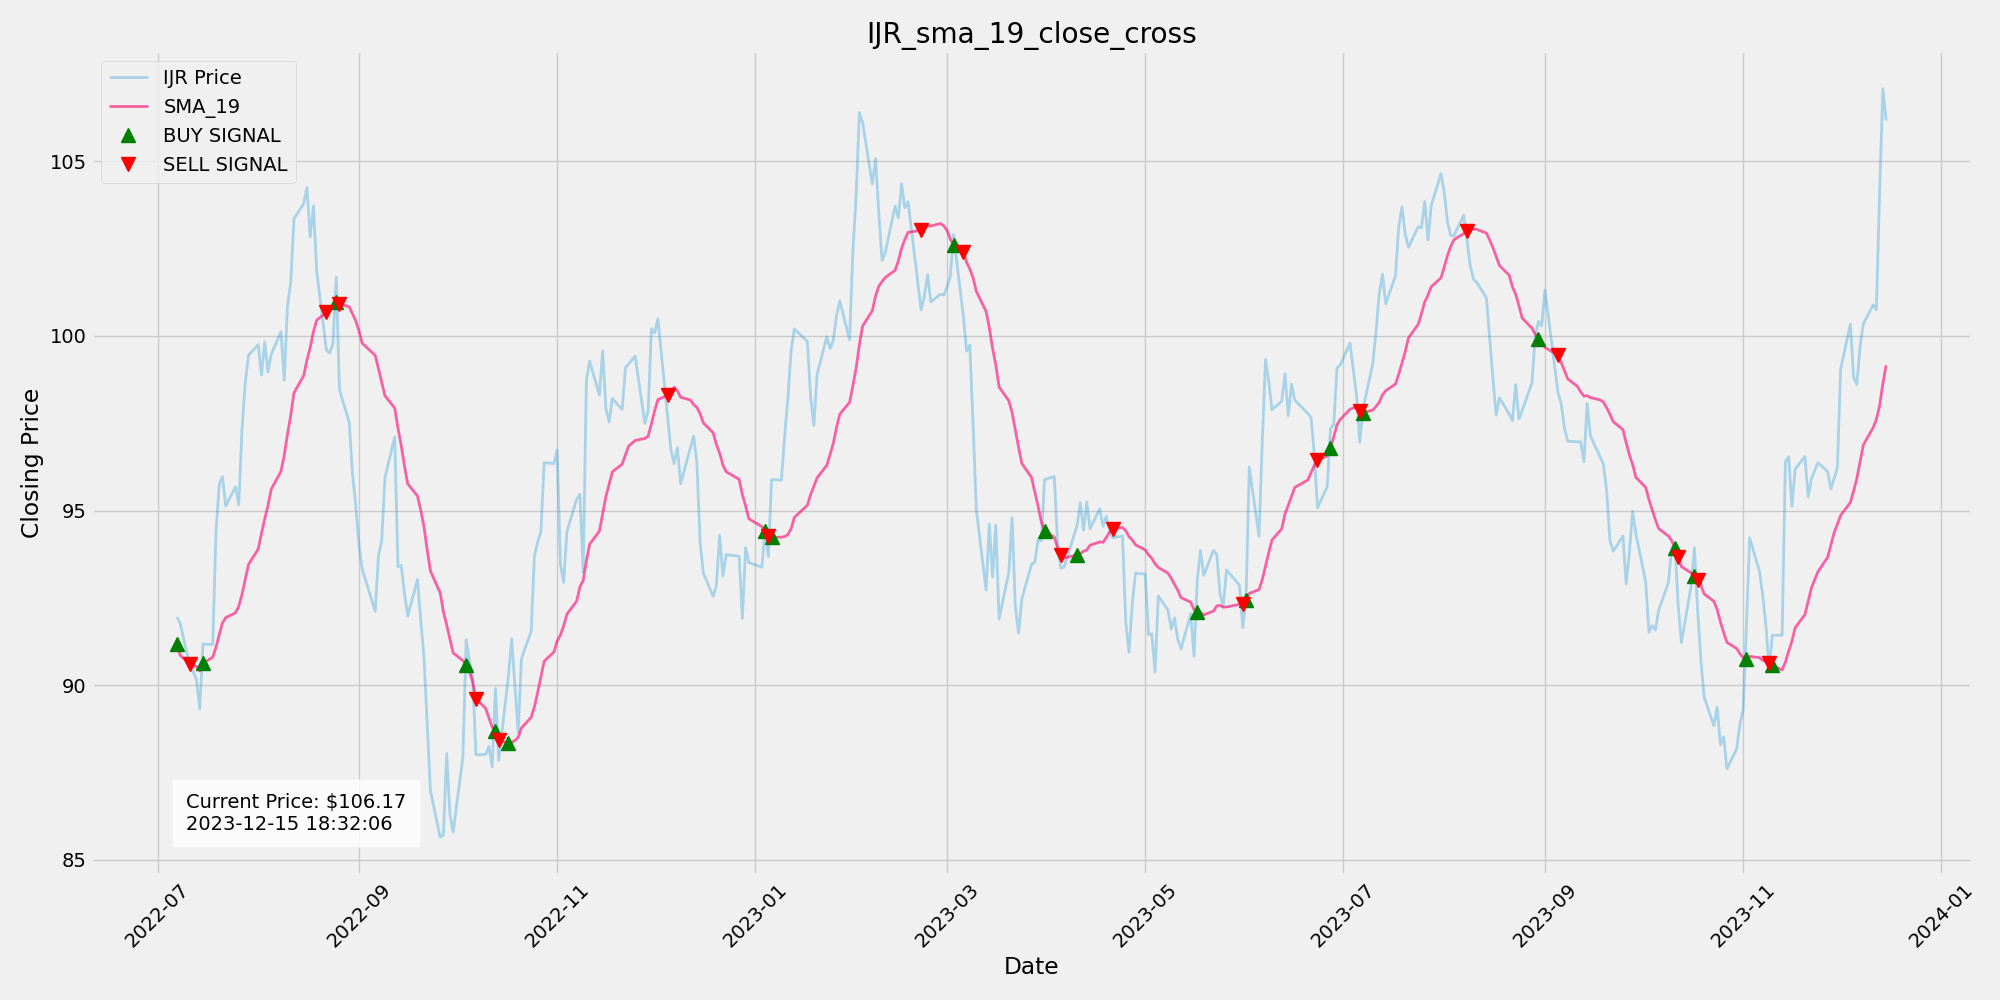 IJR_sma_19_close_cross
IJR Price
SMA_19
BUY SIGNAL
SELL SIGNAL
Closing Price
105
100
95
90
85
Current Price: $106.17
2023-12-15 18:32:06
2022-07
2022-09
2022-11
2023-01
2023-03
2023-05
2023-07
2023-09
2023-11
2024-01
Date